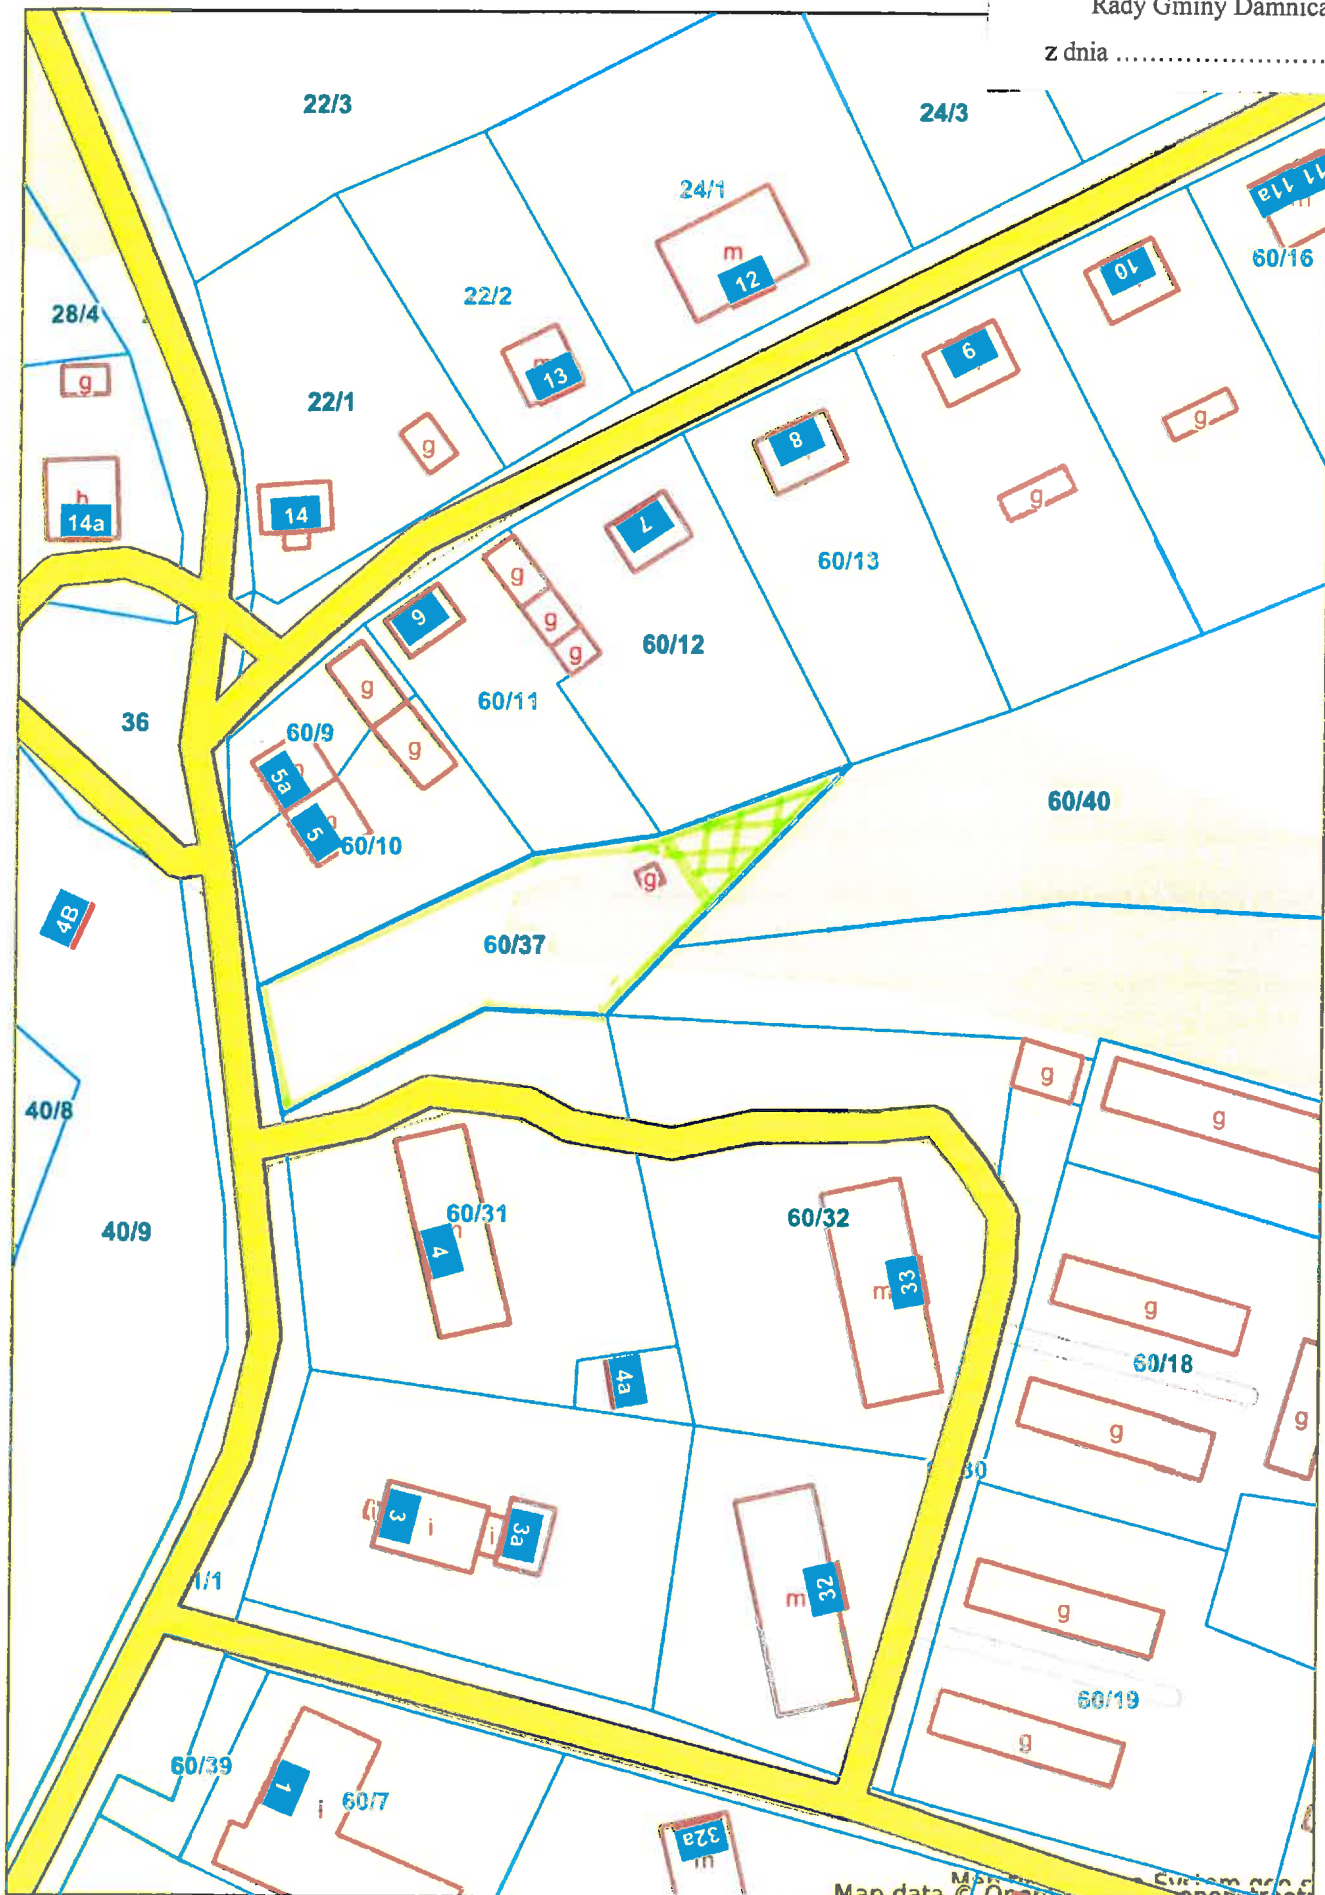 Rady Gminy Damnica
z dnia ........................
22/3
24/3
24/1
m
12
11 11a
60/16
10
28/4
22/2
g
13
6
22/1
g
g
8
g
14a
14
7
60/13
g
9
g
g
60/12
g
60/11
36
60/9
g
5a
5
60/10
60/40
g
4B
60/37
g
40/8
g
40/9
60/31
4
60/32
m
33
g
60/18
4a
g
g
3
i
i
3a
1/1
m
32
g
60/19
g
60/39
1
i
60/7
32a
m
Map data ©